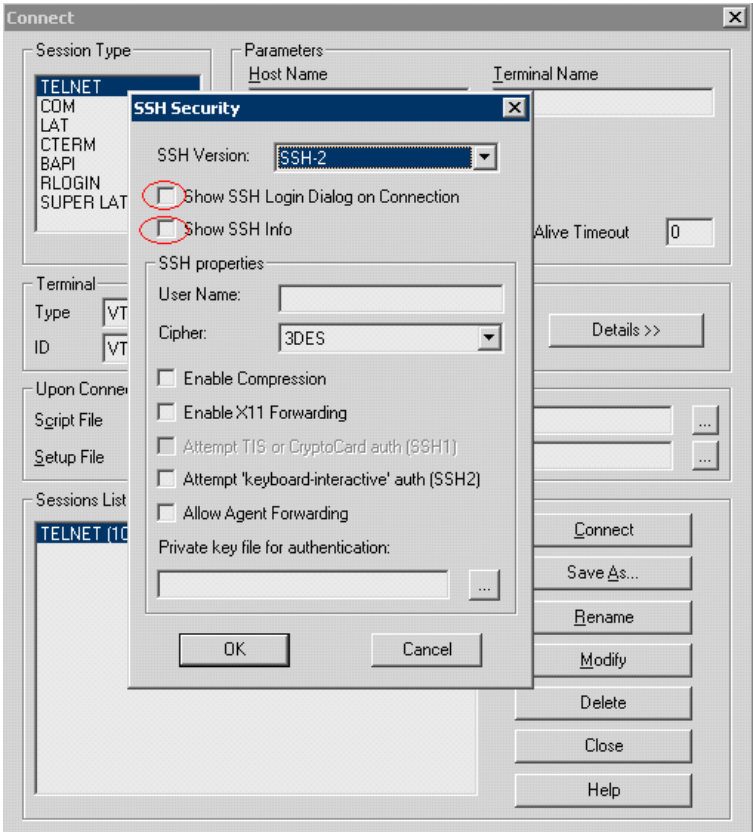 Connect
Session Type
Parameters
Host Name Terminal Name
TELNET
COM
LAT
CTERM
BAPI
RLOGIN
SUPER LAT
SSH Security
SSH Version: SSH-2
Show SSH Login Dialog on Connection
Show SSH Info
Alive Timeout 0
SSH properties
User Name:
Cipher: 3DES
Enable Compression
Enable X11 Forwarding
Attempt TIS or CryptoCard auth (SSH1)
Attempt 'keyboard-interactive' auth (SSH2)
Allow Agent Forwarding
Private key file for authentication:
...
OK Cancel
Terminal
Type VT
ID VT
Details >>
Upon Conne
Script File ...
Setup File ...
Sessions List
TELNET (10
Connect
Save As...
Rename
Modify
Delete
Close
Help